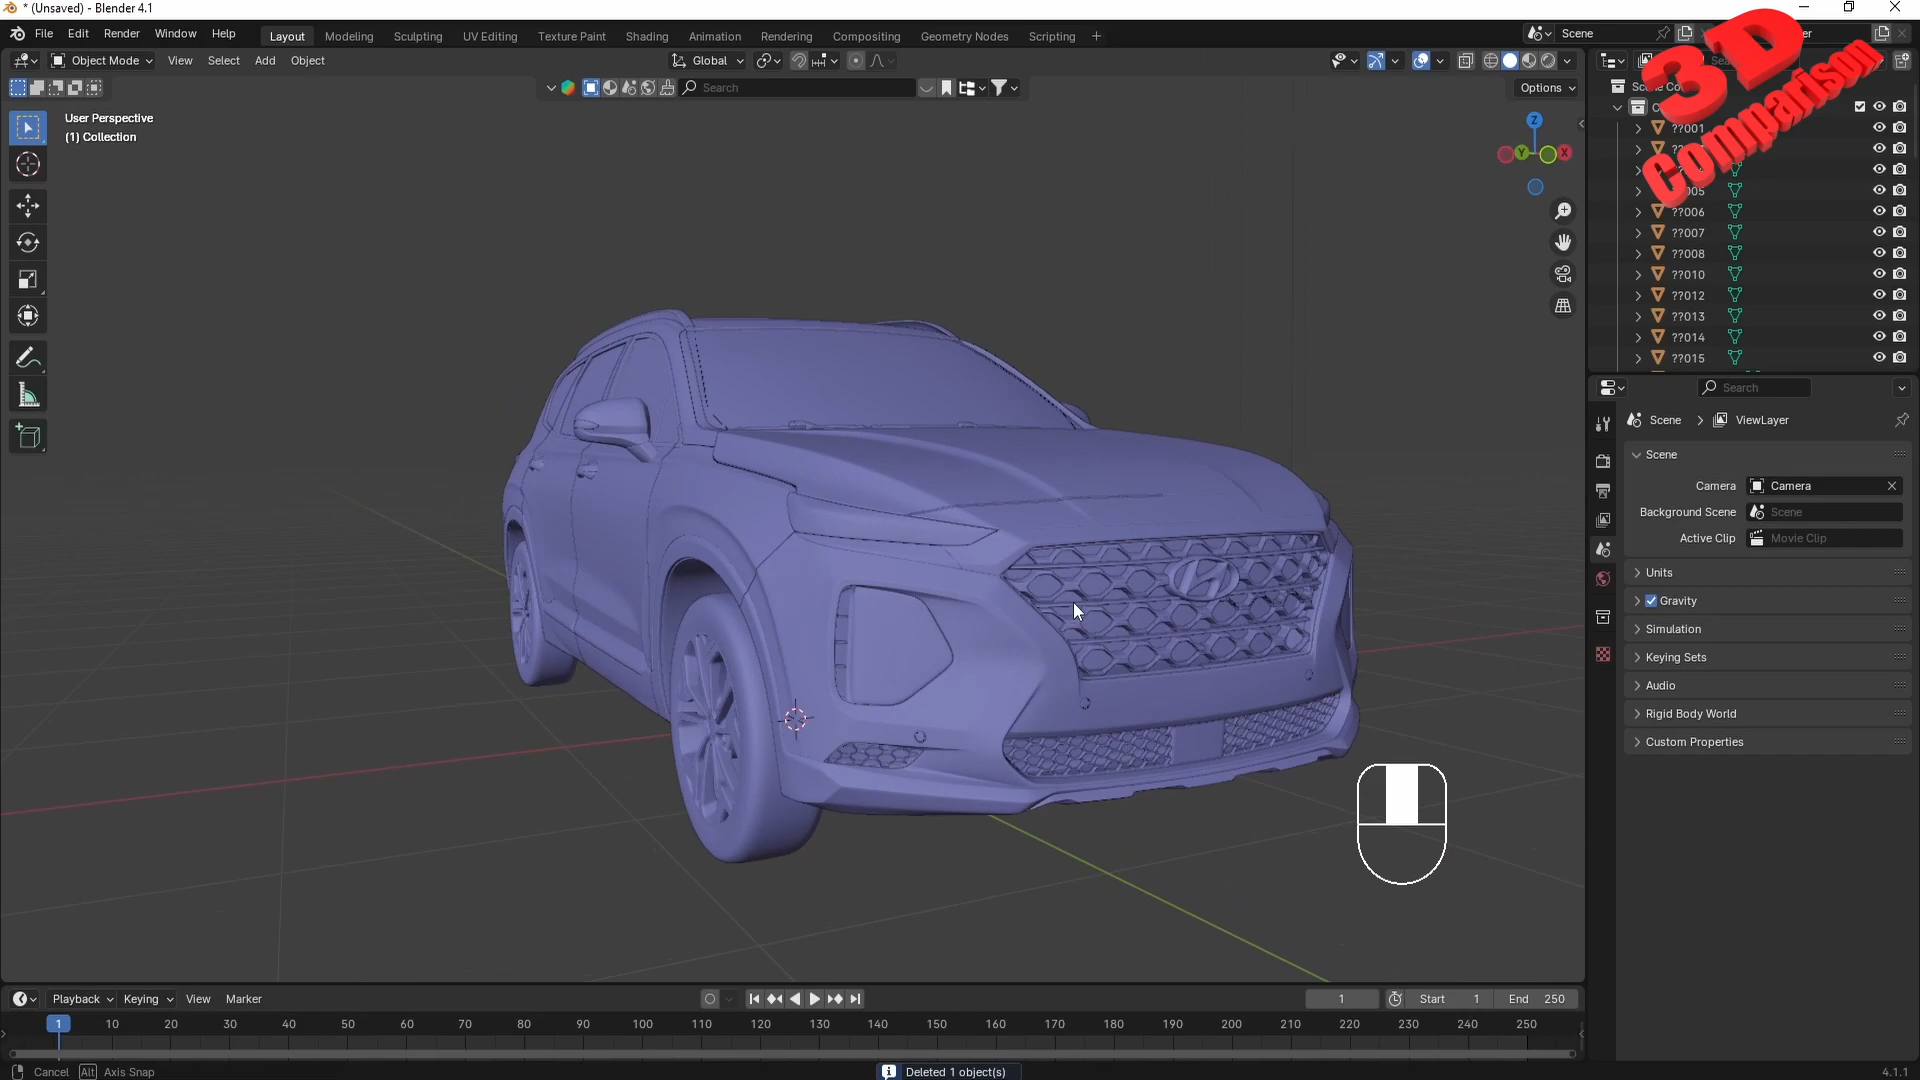 * (Unsaved) - Blender 4.1
File Edit Render Window Help
Layout Modeling Sculpting UV Editing Texture Paint Shading Animation Rendering Compositing Geometry Nodes Scripting +
Scene
er
Object Mode View Select Add Object
Global
Search
Options
User Perspective
(1) Collection
Z
Y
X
3D
Comparison
??001
005
??006
??007
??008
??010
??012
??013
??014
??015
Search
Scene > ViewLayer
Scene
Camera Camera
Background Scene Scene
Active Clip Movie Clip
Units
Gravity
Simulation
Keying Sets
Audio
Rigid Body World
Custom Properties
Playback Keying View Marker
1
Start 1
End 250
1 10 20 30 40 50 60 70 80 90 100 110 120 130 140 150 160 170 180 190 200 210 220 230 240 250
Cancel Alt Axis Snap
Deleted 1 object(s)
4.1.1